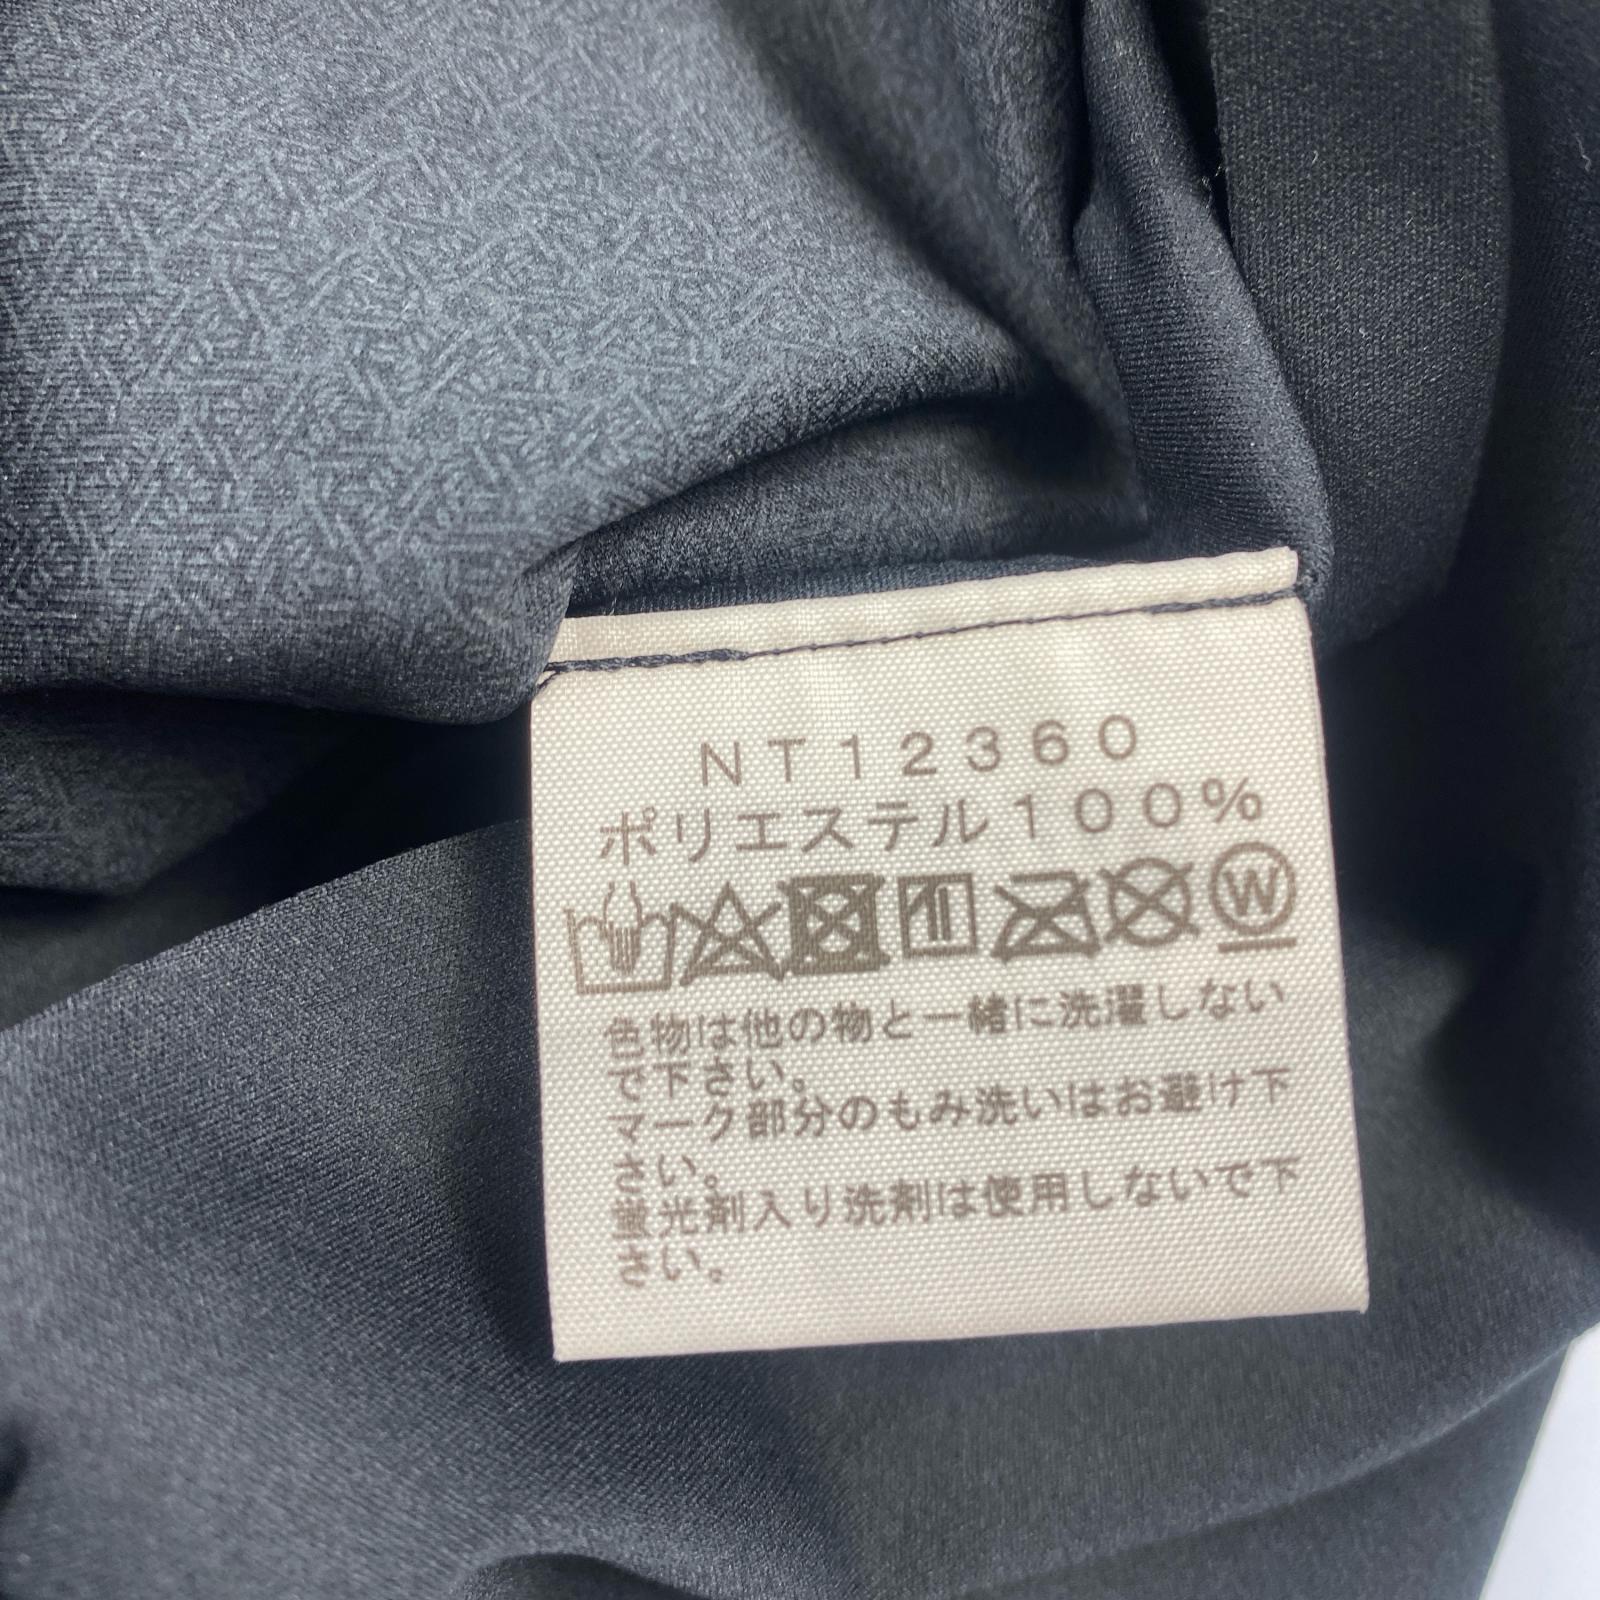 NT12360
ポリエステル100%
W
色物は他の物と一緒に洗濯しない
で下さい。
マーク部分のもみ洗いはお避け下
さい。
蛍光剤入り洗剤は使用しないで下
さい。